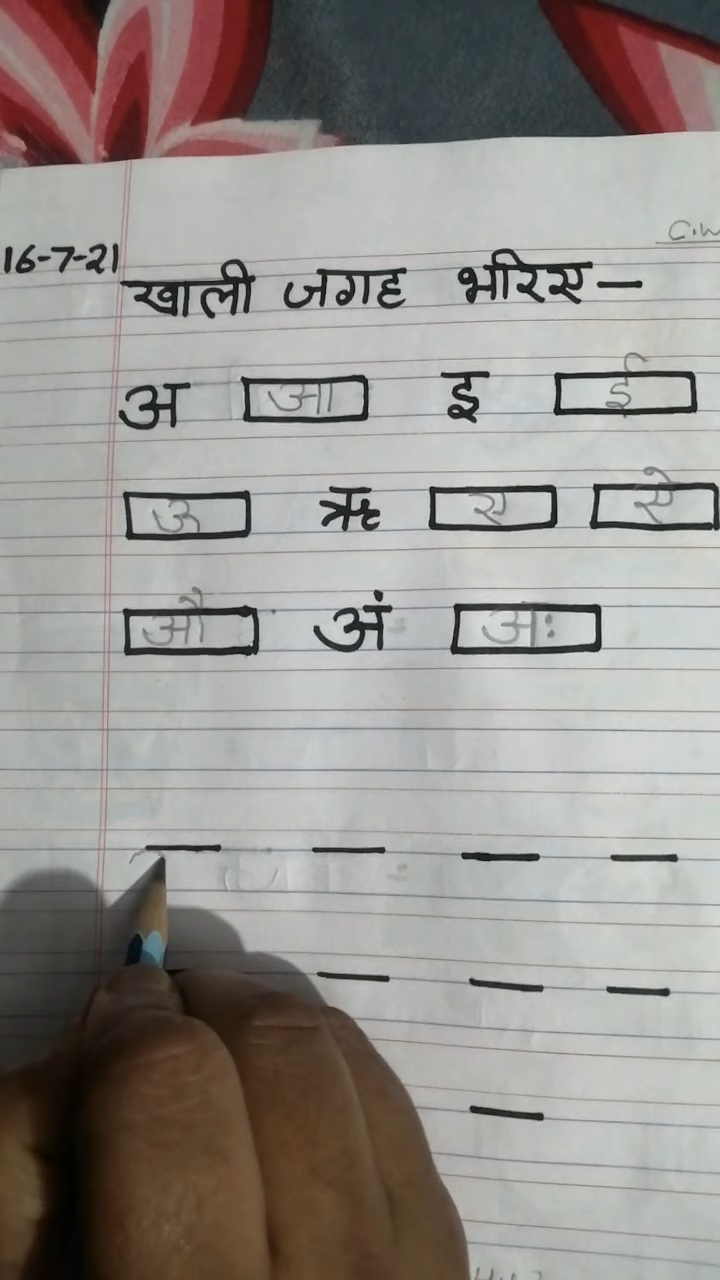 C.W
16-7-21
खाली जगह भरिए—
अ आ इ ई
ऊ ऋ ए ऐ
औ अं अः